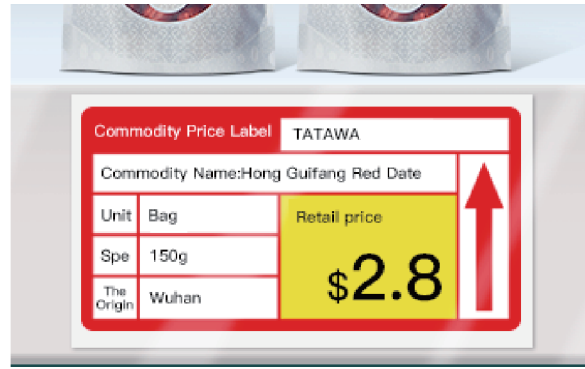 Commodity Price Label TATAWA
Commodity Name:Hong Guifang Red Date
Unit Bag
Retail price
Spe 150g
$2.8
The Origin Wuhan